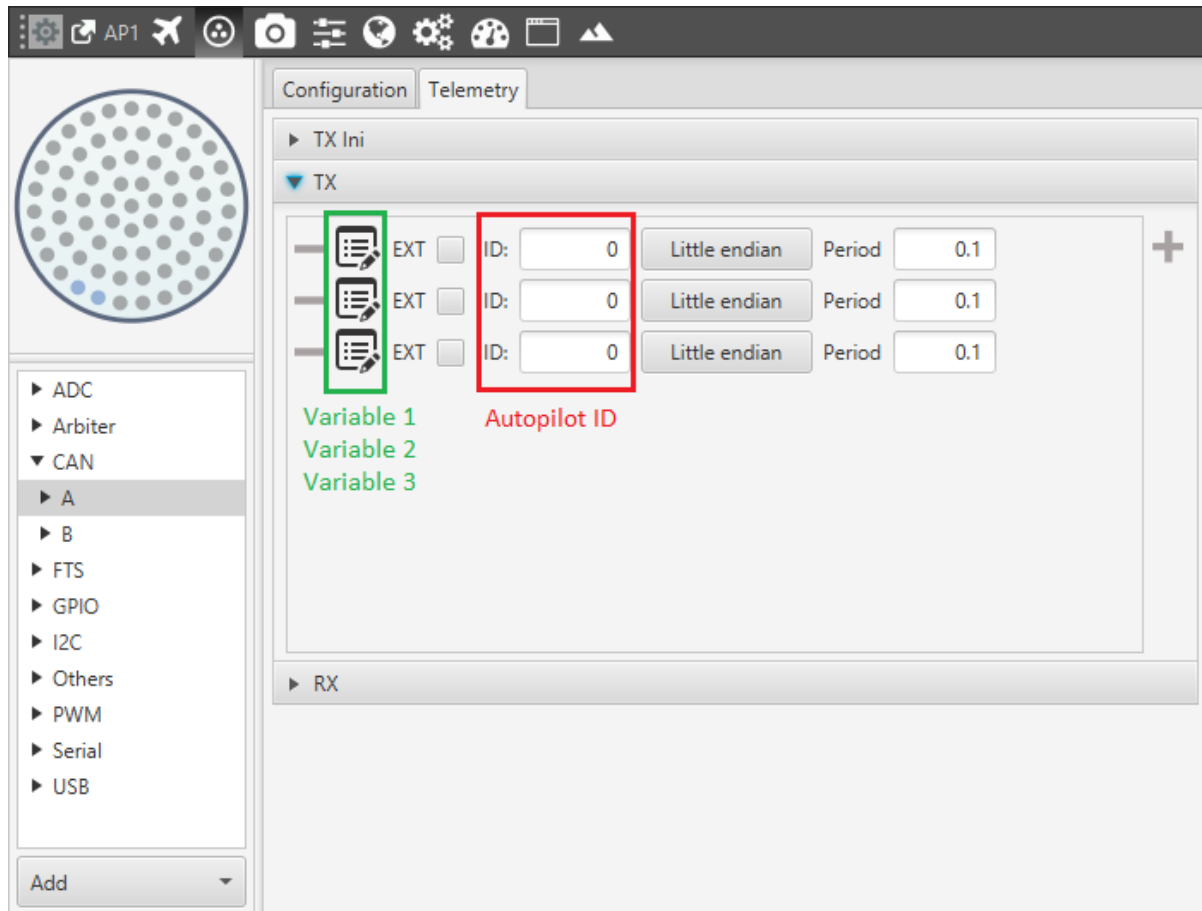 AP1
Configuration Telemetry
TX Ini
TX
EXT ID: 0 Little endian Period 0.1
EXT ID: 0 Little endian Period 0.1
EXT ID: 0 Little endian Period 0.1
Variable 1 Autopilot ID
Variable 2
Variable 3
RX
ADC
Arbiter
CAN
A
B
FTS
GPIO
I2C
Others
PWM
Serial
USB
Add